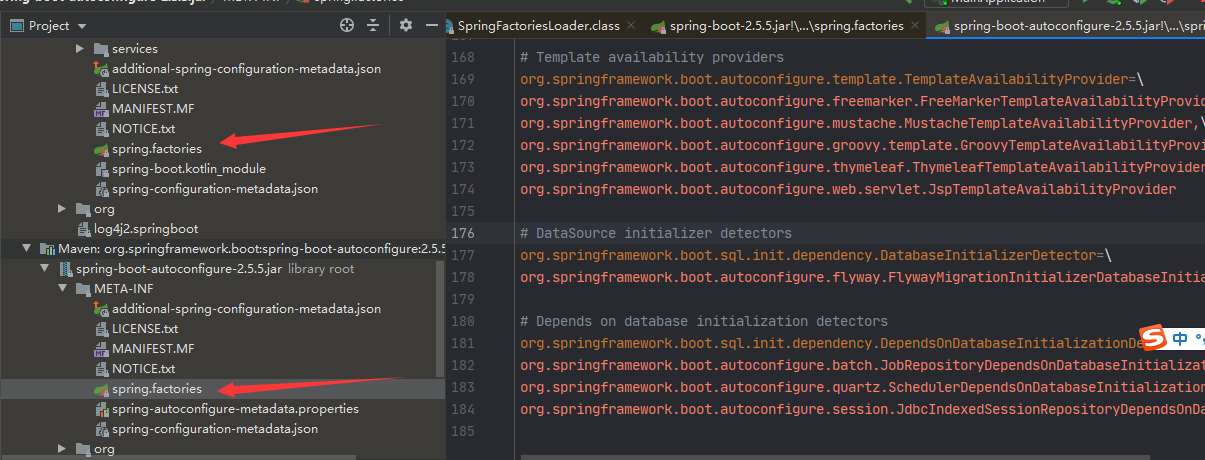 Project
services
additional-spring-configuration-metadata.json
LICENSE.txt
MANIFEST.MF
NOTICE.txt
spring.factories
spring-boot.kotlin_module
spring-configuration-metadata.json
org
log4j2.springboot
Maven: org.springframework.boot:spring-boot-autoconfigure:2.5.5
spring-boot-autoconfigure-2.5.5.jar library root
META-INF
additional-spring-configuration-metadata.json
LICENSE.txt
MANIFEST.MF
NOTICE.txt
spring.factories
spring-autoconfigure-metadata.properties
spring-configuration-metadata.json
org
SpringFactoriesLoader.class
spring-boot-2.5.5.jar!\...\spring.factories
spring-boot-autoconfigure-2.5.5.jar!\...\spr
168 # Template availability providers
169 org.springframework.boot.autoconfigure.template.TemplateAvailabilityProvider=\
170 org.springframework.boot.autoconfigure.freemarker.FreeMarkerTemplateAvailabilityProvid
171 org.springframework.boot.autoconfigure.mustache.MustacheTemplateAvailabilityProvider,\
172 org.springframework.boot.autoconfigure.groovy.template.GroovyTemplateAvailabilityProvi
173 org.springframework.boot.autoconfigure.thymeleaf.ThymeleafTemplateAvailabilityProvider
174 org.springframework.boot.autoconfigure.web.servlet.JspTemplateAvailabilityProvider
175
176 # DataSource initializer detectors
177 org.springframework.boot.sql.init.dependency.DatabaseInitializerDetector=\
178 org.springframework.boot.autoconfigure.flyway.FlywayMigrationInitializerDatabaseInitia
179
180 # Depends on database initialization detectors
181 org.springframework.boot.sql.init.dependency.DependsOnDatabaseInitializationDe
182 org.springframework.boot.autoconfigure.batch.JobRepositoryDependsOnDatabaseInitializat
183 org.springframework.boot.autoconfigure.quartz.SchedulerDependsOnDatabaseInitialization
184 org.springframework.boot.autoconfigure.session.JdbcIndexedSessionRepositoryDependsOnDa
185
S 中